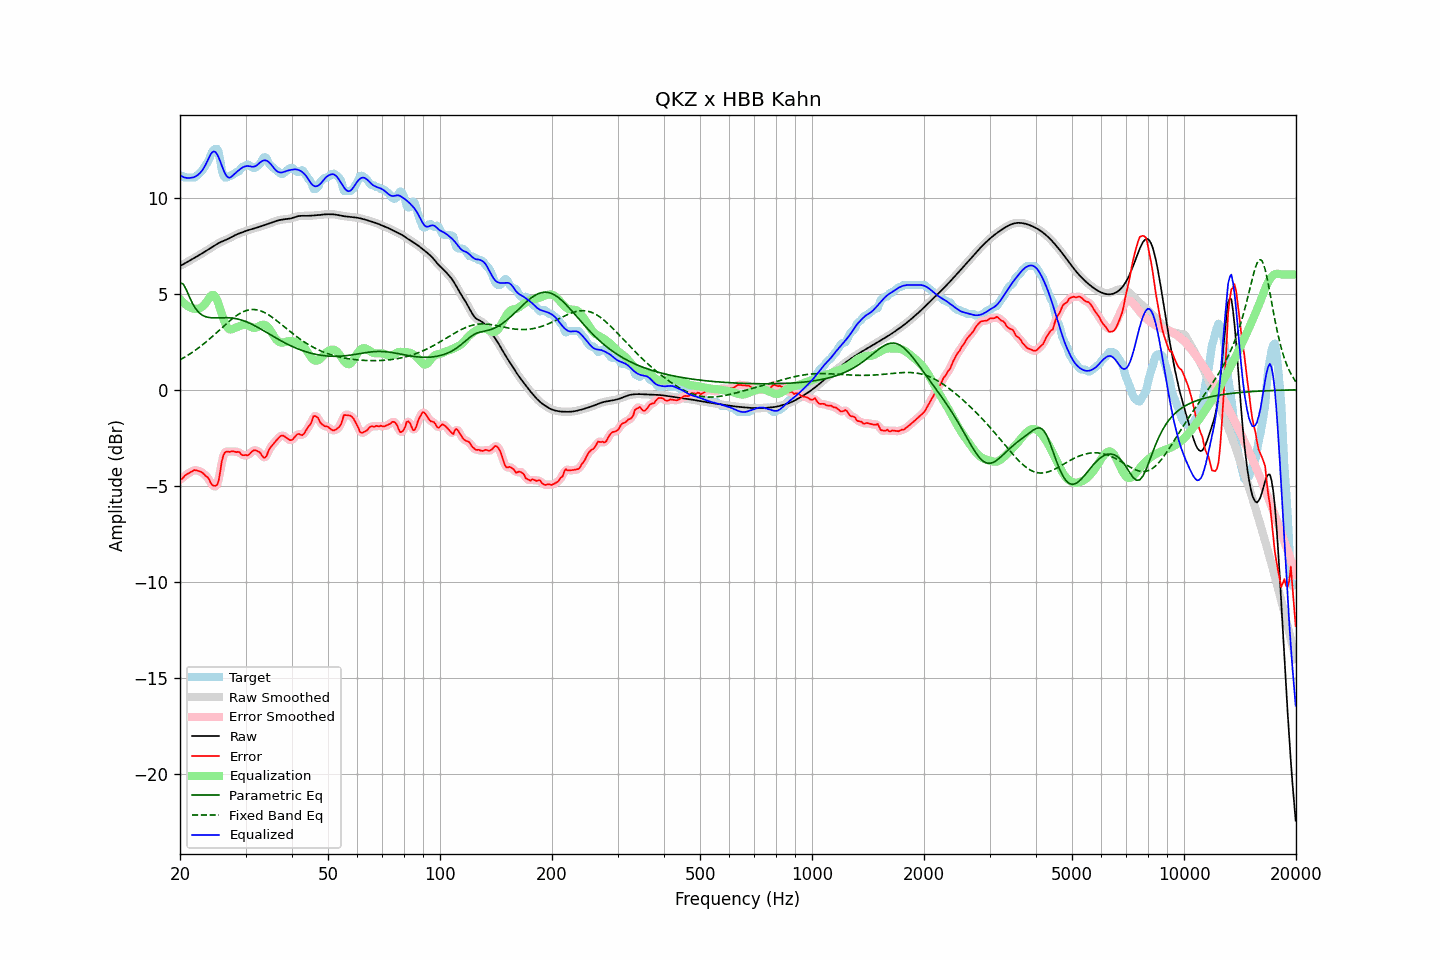 QKZ x HBB Kahn
Amplitude (dBr)
10
5
0
−5
−10
−15
−20
Target
Raw Smoothed
Error Smoothed
Raw
Error
Equalization
Parametric Eq
Fixed Band Eq
Equalized
20 50 100 200 500 1000 2000 5000 10000 20000
Frequency (Hz)